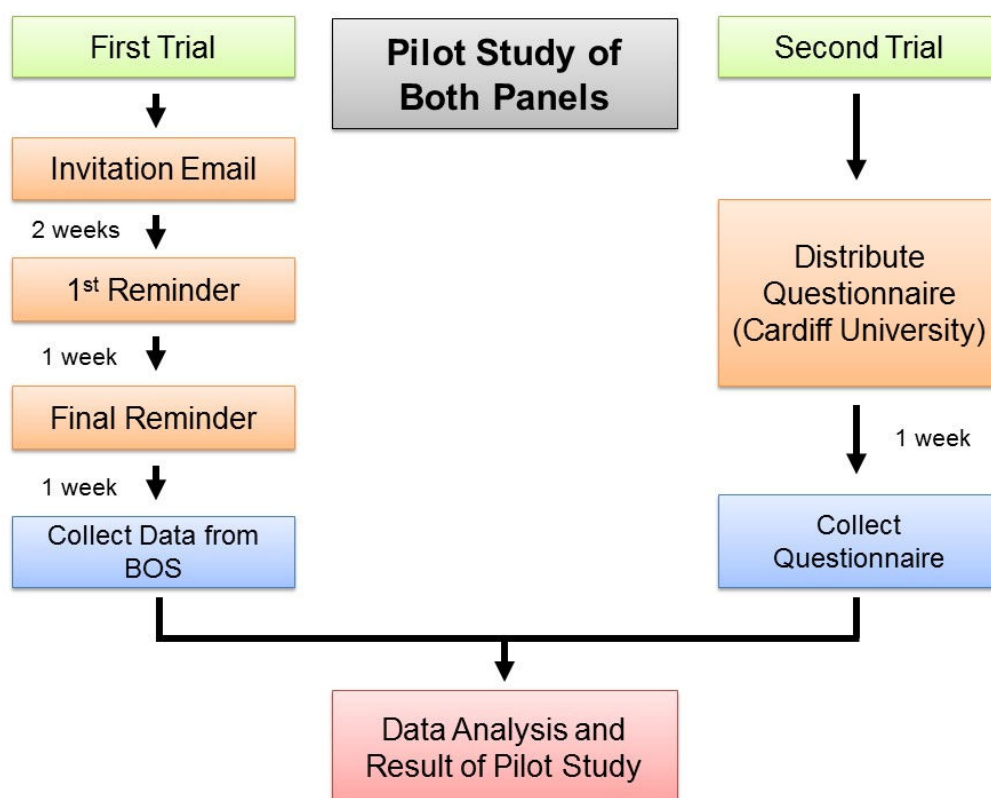 First Trial
Pilot Study of
Both Panels
Second Trial
Invitation Email
2 weeks
1st Reminder
1 week
Final Reminder
1 week
Collect Data from
BOS
Distribute
Questionnaire
(Cardiff University)
1 week
Collect
Questionnaire
Data Analysis and
Result of Pilot Study